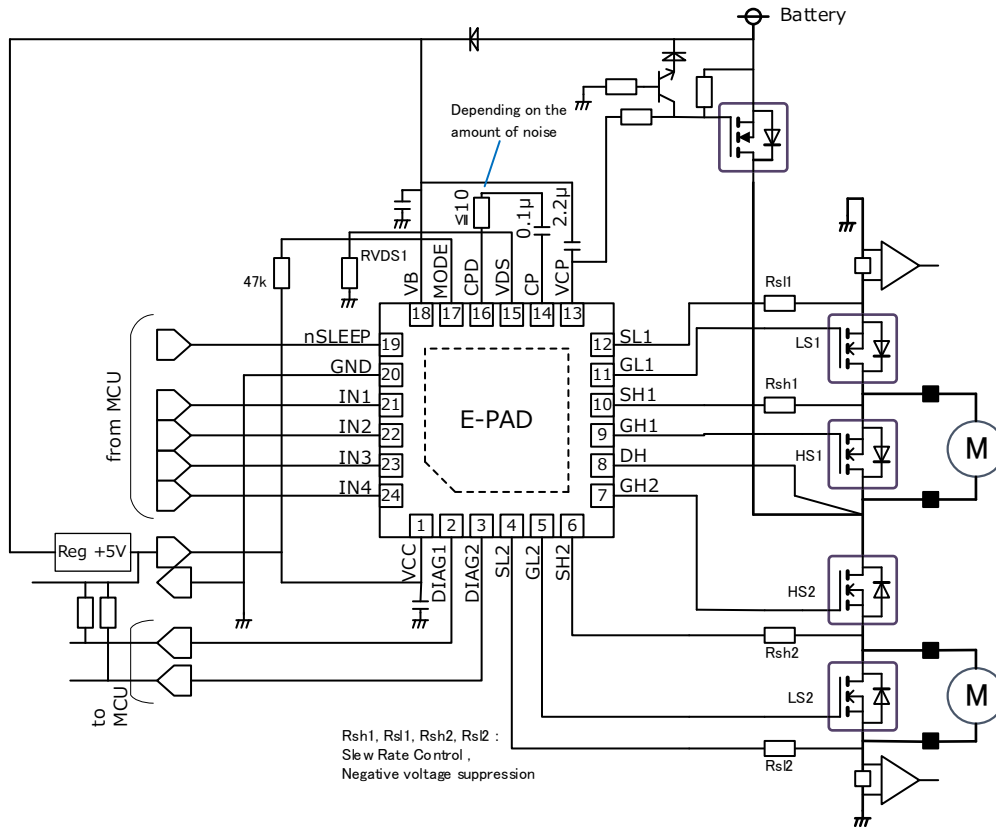 Battery
Depending on the
amount of noise
≦10
0.1μ
2.2μ
47k
RVDS1
VB
MODE
CPD
VDS
CP
VCP
18
17
16
15
14
13
Rsl1
nSLEEP
19
12
SL1
LS1
GND
20
11
GL1
from MCU
IN1
21
10
SH1
Rsh1
E-PAD
IN2
22
9
GH1
M
HS1
IN3
23
8
DH
IN4
24
7
GH2
1
2
3
4
5
6
Reg +5V
VCC
DIAG1
DIAG2
SL2
GL2
SH2
HS2
Rsh2
to
MCU
LS2
M
Rsh1, Rsl1, Rsh2, Rsl2 :
Slew Rate Control ,
Negative voltage suppression
Rsl2